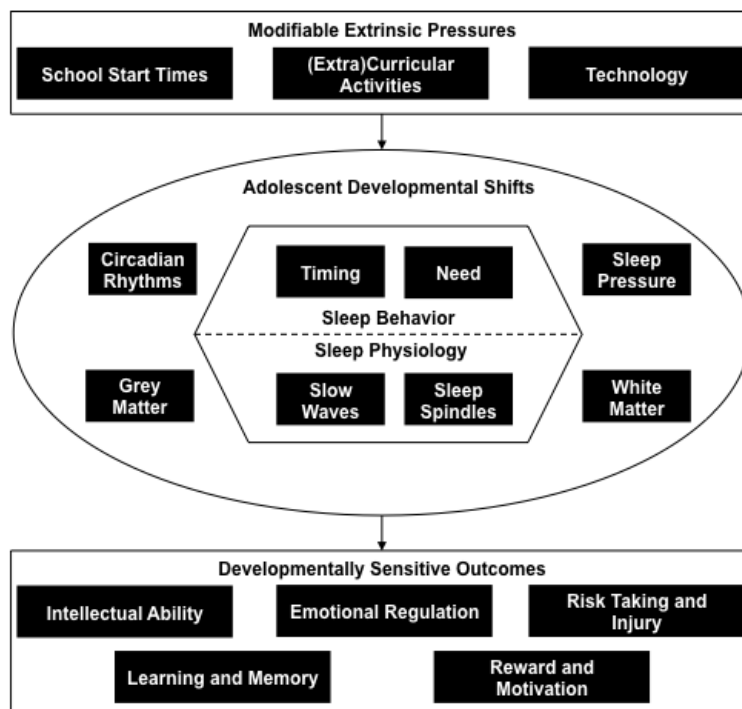 Modifiable Extrinsic Pressures
School Start Times
(Extra)Curricular
Activities
Technology
Adolescent Developmental Shifts
Circadian
Rhythms
Timing
Need
Sleep
Pressure
Sleep Behavior
Sleep Physiology
Grey
Matter
Slow
Waves
Sleep
Spindles
White
Matter
Developmentally Sensitive Outcomes
Intellectual Ability
Emotional Regulation
Risk Taking and
Injury
Learning and Memory
Reward and
Motivation